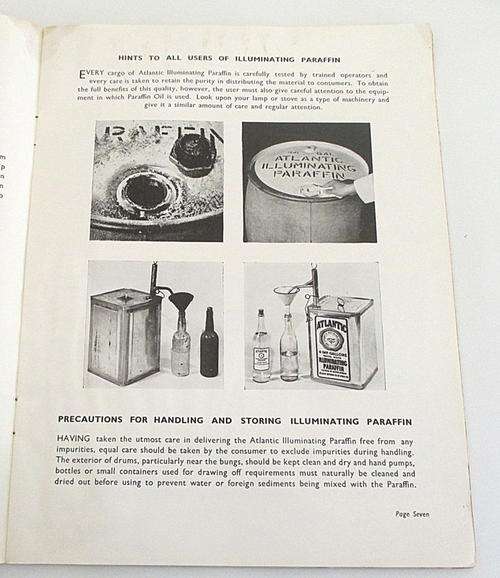 HINTS TO ALL USERS OF ILLUMINATING PARAFFIN
EVERY cargo of Atlantic Illuminating Paraffin is carefully tested by trained operators and
every care is taken to retain the purity in distributing the material to consumers. To obtain
the full benefits of this quality, however, the user must also give careful attention to the equip-
ment in which Paraffin Oil is used. Look upon your lamp or stove as a type of machinery and
give it a similar amount of care and regular attention.
RAFFIN
ATLANTIC
ILLUMINATING
PARAFFIN
ATLANTIC
ILLUMINATING
PARAFFIN
PRECAUTIONS FOR HANDLING AND STORING ILLUMINATING PARAFFIN
HAVING taken the utmost care in delivering the Atlantic Illuminating Paraffin free from any
impurities, equal care should be taken by the consumer to exclude impurities during handling.
The exterior of drums, particularly near the bungs, should be kept clean and dry and hand pumps,
bottles or small containers used for drawing off requirements must naturally be cleaned and
dried out before using to prevent water or foreign sediments being mixed with the Paraffin.
Page Seven